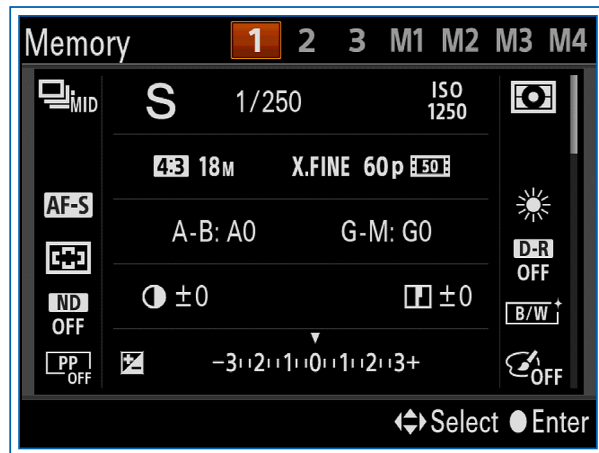 Memory 1 2 3 M1 M2 M3 M4
MID S 1/250 ISO 1250
4:3 18M X.FINE 60p 50
AF-S
A-B: A0 G-M: G0
D-R OFF
ND OFF ±0 ±0
B/W+
PP OFF −3··2··1··0··1··2··3+ OFF
Select Enter